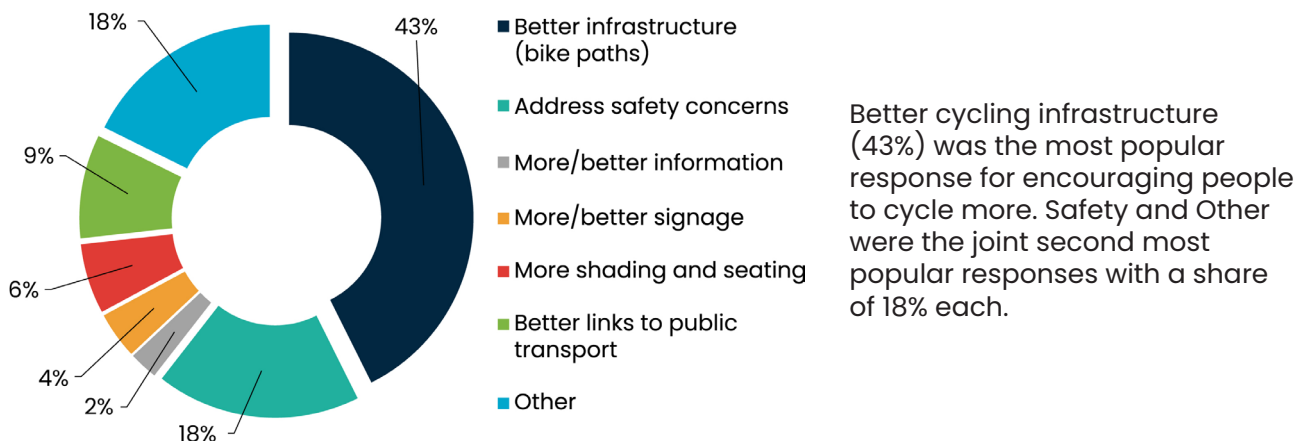 18%
43%
9%
6%
4%
2%
18%
Better infrastructure
(bike paths)
Address safety concerns
More/better information
More/better signage
More shading and seating
Better links to public
transport
Other
Better cycling infrastructure
(43%) was the most popular
response for encouraging people
to cycle more. Safety and Other
were the joint second most
popular responses with a share
of 18% each.